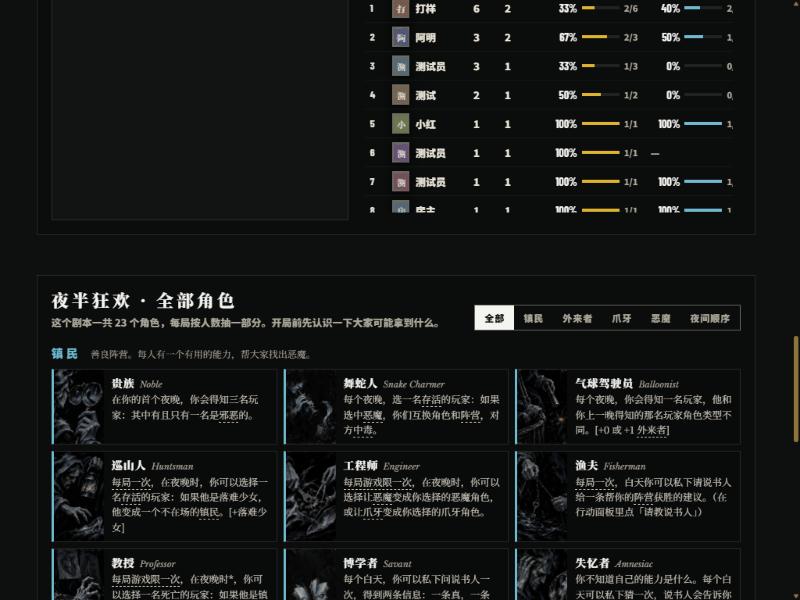 1 打 打样 6 2 33% 2/6 40% 2
2 阿 阿明 3 2 67% 2/3 50% 1
3 测 测试员 3 1 33% 1/3 0% 0
4 测 测试 2 1 50% 1/2 0% 0
5 小 小红 1 1 100% 1/1 100% 1
6 测 测试员 1 1 100% 1/1 —
7 测 测试员 1 1 100% 1/1 100% 1
8 房主 1 1 100% 1/1 100% 1
夜半狂欢 · 全部角色
这个剧本一共 23 个角色，每局按人数抽一部分。开局前先认识一下大家可能拿到什么。
全部 镇民 外来者 爪牙 恶魔 夜间顺序
镇民 善良阵营。每人有一个有用的能力，帮大家找出恶魔。
贵族 Noble
在你的首个夜晚，你会得知三名玩
家：其中有且只有一名是邪恶的。
舞蛇人 Snake Charmer
每个夜晚，选一名存活的玩家：如果
选中恶魔，你们互换角色和阵营，对
方中毒。
气球驾驶员 Balloonist
每个夜晚，你会得知一名玩家，他和
你上一晚得知的那名玩家角色类型不
同。[+0 或 +1 外来者]
巡山人 Huntsman
每局一次，在夜晚时，你可以选择一
名存活的玩家：如果他是落难少女，
他变成一个不在场的镇民。[+落难少
女]
工程师 Engineer
每局游戏限一次，在夜晚时，你可以
选择让恶魔变成你选择的恶魔角色，
或让爪牙变成你选择的爪牙角色。
渔夫 Fisherman
每局一次，白天你可以私下请说书人
给一条帮你的阵营获胜的建议。（在
行动面板里点「请教说书人」）
教授 Professor
每局游戏限一次，在夜晚时*，你可
以选择一名死亡的玩家：如果他是镇
博学者 Savant
每个白天，你可以私下问说书人一
次，得到两条信息：一条真，一条
失忆者 Amnesiac
你不知道自己的能力是什么。每个白
天可以私下猜一次，说书人会告诉你